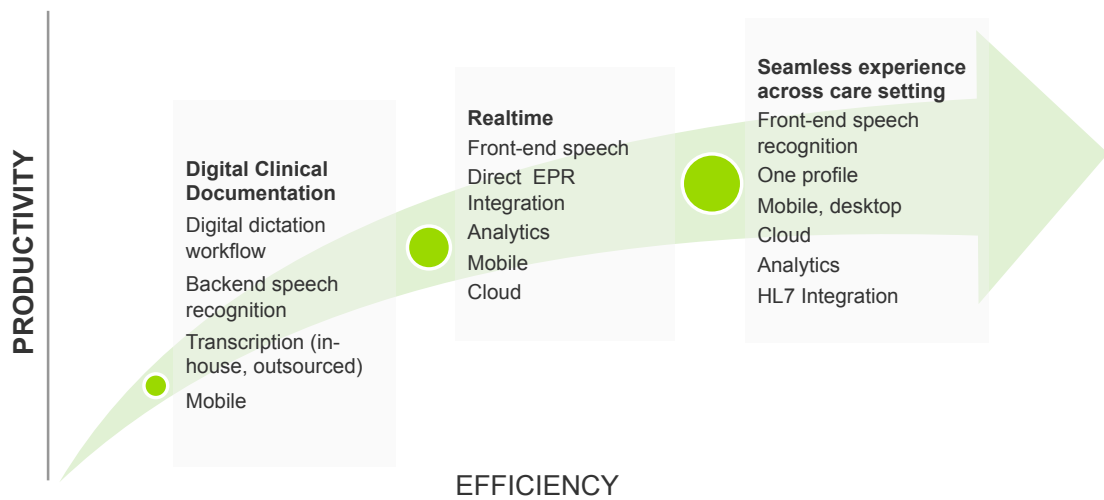 PRODUCTIVITY
Digital Clinical
Documentation
Digital dictation
workflow
Backend speech
recognition
Transcription (in-
house, outsourced)
Mobile
Realtime
Front-end speech
Direct EPR
Integration
Analytics
Mobile
Cloud
Seamless experience
across care setting
Front-end speech
recognition
One profile
Mobile, desktop
Cloud
Analytics
HL7 Integration
EFFICIENCY